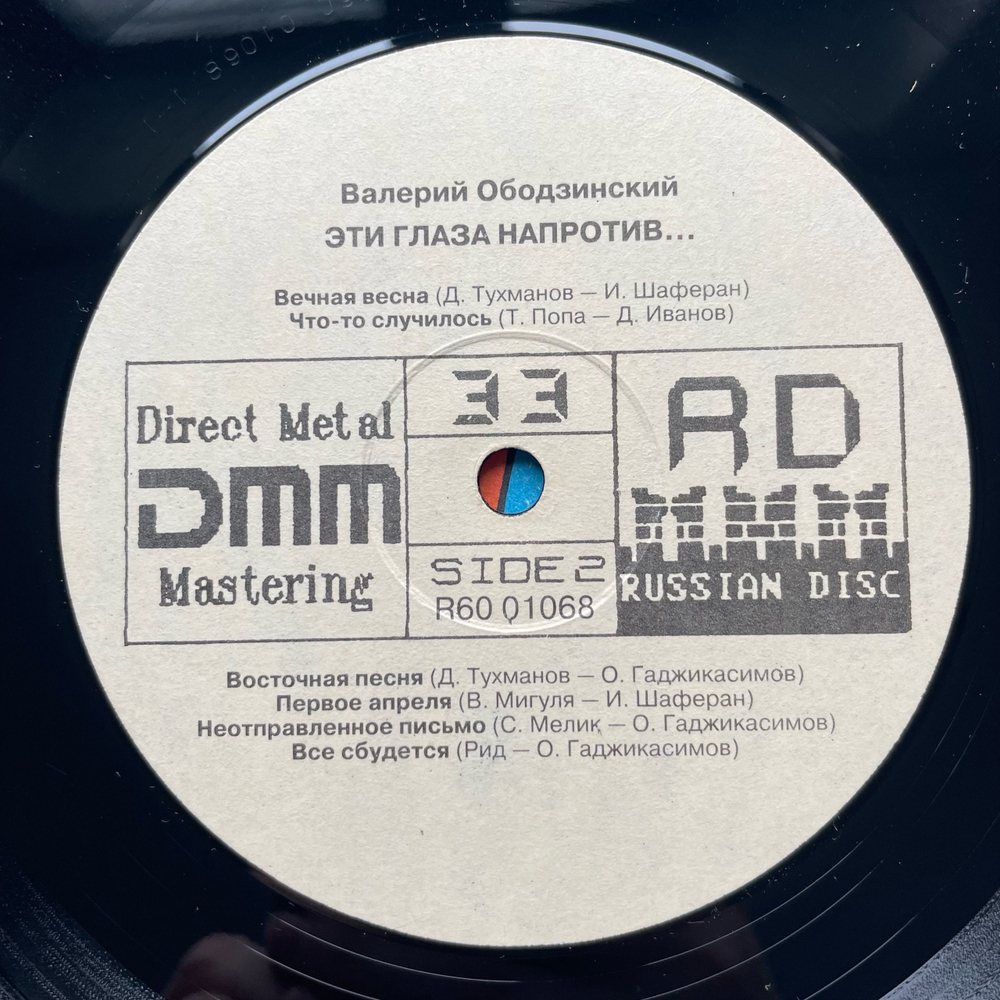 01068
Валерий Ободзинский
ЭТИ ГЛАЗА НАПРОТИВ...
Вечная весна (Д. Тухманов — И. Шаферан)
Что-то случилось (Т. Попа — Д. Иванов)
Direct Metal
DMM
Mastering
33
SIDE 2
R60 01068
RD
RUSSIAN DISC
Восточная песня (Д. Тухманов — О. Гаджикасимов)
Первое апреля (В. Мигуля — И. Шаферан)
Неотправленное письмо (С. Мелик — О. Гаджикасимов)
Все сбудется (Рид — О. Гаджикасимов)